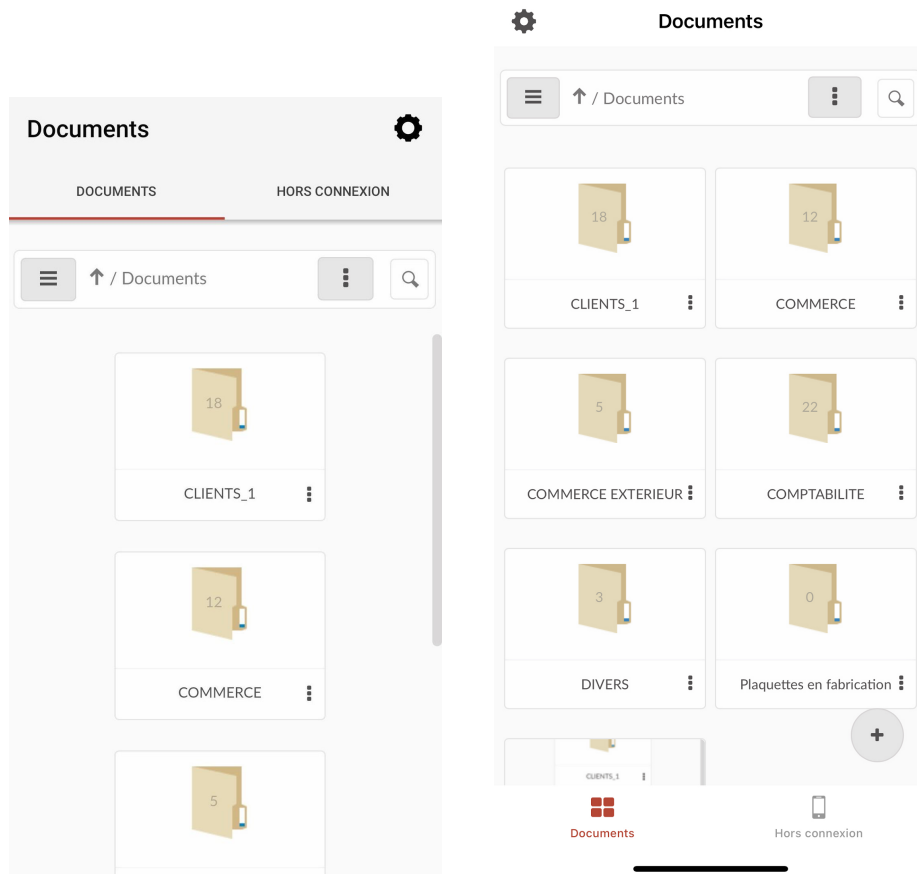 Documents
DOCUMENTS
HORS CONNEXION
/ Documents
18
CLIENTS_1
12
COMMERCE
5
Documents
/ Documents
18
12
CLIENTS_1
COMMERCE
5
22
COMMERCE EXTERIEUR
COMPTABILITE
3
0
DIVERS
Plaquettes en fabrication
CLIENTS_1
Documents
Hors connexion